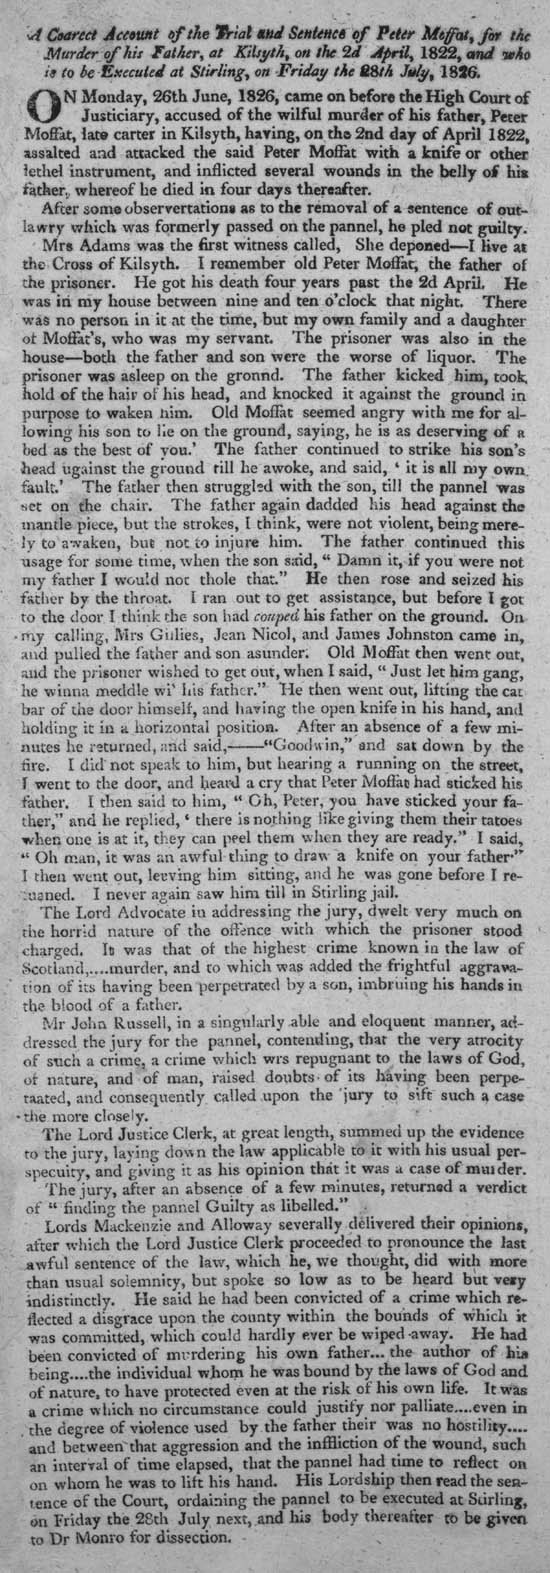 A Coarect Account of the Trial and Sentence of Peter Moffat, for the
Murder of his Father, at Kilsyth, on the 2d April, 1822, and who
is to be Executed at Stirling, on Friday the 28th July, 1826.
ON Monday, 26th June, 1826, came on before the High Court of
Justiciary, accused of the wilful murder of his father, Peter
Moffat, late carter in Kilsyth, having, on the 2nd day of April 1822,
assalted and attacked the said Peter Moffat with a knife or other
lethel instrument, and inflicted several wounds in the belly of his
father, whereof he died in four days thereafter.
After some observertations as to the removal of a sentence of out-
lawry which was formerly passed on the pannel, he pled not guilty.
Mrs Adams was the first witness called, She deponed—I live at
the Cross of Kilsyth. I remember old Peter Moffat, the father of
the prisoner. He got his death four years past the 2d April. He
was in my house between nine and ten o'clock that night. There
was no person in it at the time, but my own family and a daughter
of Moffat's, who was my servant. The prisoner was also in the
house—both the father and son were the worse of liquor. The
prisoner was asleep on the gronnd. The father kicked him, took
hold of the hair of his head, and knocked it against the ground in
purpose to waken him. Old Moffat seemed angry with me for al-
lowing his son to lie on the ground, saying, he is as deserving of a
bed as the best of you.' The father continued to strike his son's
head ugainst the ground till he awoke, and said, ' it is all my own
fault.' The father then struggled with the son, till the pannel was
set on the chair. The father again dadded his head against the
mantle piece, but the strokes, I think, were not violent, being mere-
ly to awaken, but not to injure him. The father continued this
usage for some time, when the son said, " Damn it, if you were not
my father I would not thole that." He then rose and seized his
father by the throat. I ran out to get assistance, but before I got
to the door I think the son had couped his father on the ground. On
my calling, Mrs Gillies, Jean Nicol, and James Johnston came in,
and pulled the father and son asunder. Old Moffat then went out,
and the prisoner wished to get out, when I said, " Just let him gang,
he winna meddle wi' his father." He then went out, lifting the cat
bar of the door himself, and having the open knife in his hand, and
holding it in a horizontal position. After an absence of a few mi-
nutes he returned, and said,——"Goodwin," and sat down by the
fire. I did not speak to him, but hearing a running on the street,
I went to the door, and heard a cry that Peter Moffat had sticked his
father. I then said to him, " Oh, Peter, you have sticked your fa-
ther," and he replied, ' there is nothing like giving them their tatoes
when one is at it, they can peel them when they are ready." I said,
" Oh man, it was an awful thing to draw a knife on your father"
I then went out, leeving him sitting, and he was gone before I re-
tuaned. I never again saw him till in Stirling jail.
The Lord Advocate in addressing the jury, dwelt very much on
the horrid nature of the offence with which the prisoner stood
charged. It was that of the highest crime known in the law of
Scotland,....murder, and to which was added the frightful aggrava-
tion of its having been perpetrated by a son, imbruing his hands in
the blood of a father.
Mr John Russell, in a singularly able and eloquent manner, ad-
dressed the jury for the pannel, contending, that the very atrocity
of such a crime, a crime which wrs repugnant to the laws of God,
of nature, and of man, raised doubts of its having been perpe-
taated, and consequently called upon the jury to sift such a case
the more closely.
The Lord Justice Clerk, at great length, summed up the evidence
to the jury, laying down the law applicable to it with his usual per-
specuity, and giving it as his opinion that it was a case of murder.
The jury, after an absence of a few minutes, returned a verdict
of " finding the pannel Guilty as libelled."
Lords Mackenzie and Alloway severally delivered their opinions,
after which the Lord Justice Clerk proceeded to pronounce the last
awful sentence of the law, which he, we thought, did with more
than usual solemnity, but spoke so low as to be heard but very
indistinctly. He said he had been convicted of a crime which re-
flected a disgrace upon the county within the bounds of which it
was committed, which could hardly ever be wiped away. He had
been convicted of murdering his own father... the author of his
being....the individual whom he was bound by the laws of God and
of nature, to have protected even at the risk of his own life. It was
a crime which no circumstance could justify nor palliate....even in
the degree of violence used by the father their was no hostility....
and between that aggression and the infliction of the wound, such
an interval of time elapsed, that the pannel had time to reflect on
on whom he was to lift his hand. His Lordship then read the sen-
tence of the Court, ordaining the pannel to be executed at Stirling,
on Friday the 28th July next, and his body thereafter to be given
to Dr Monro for dissection.